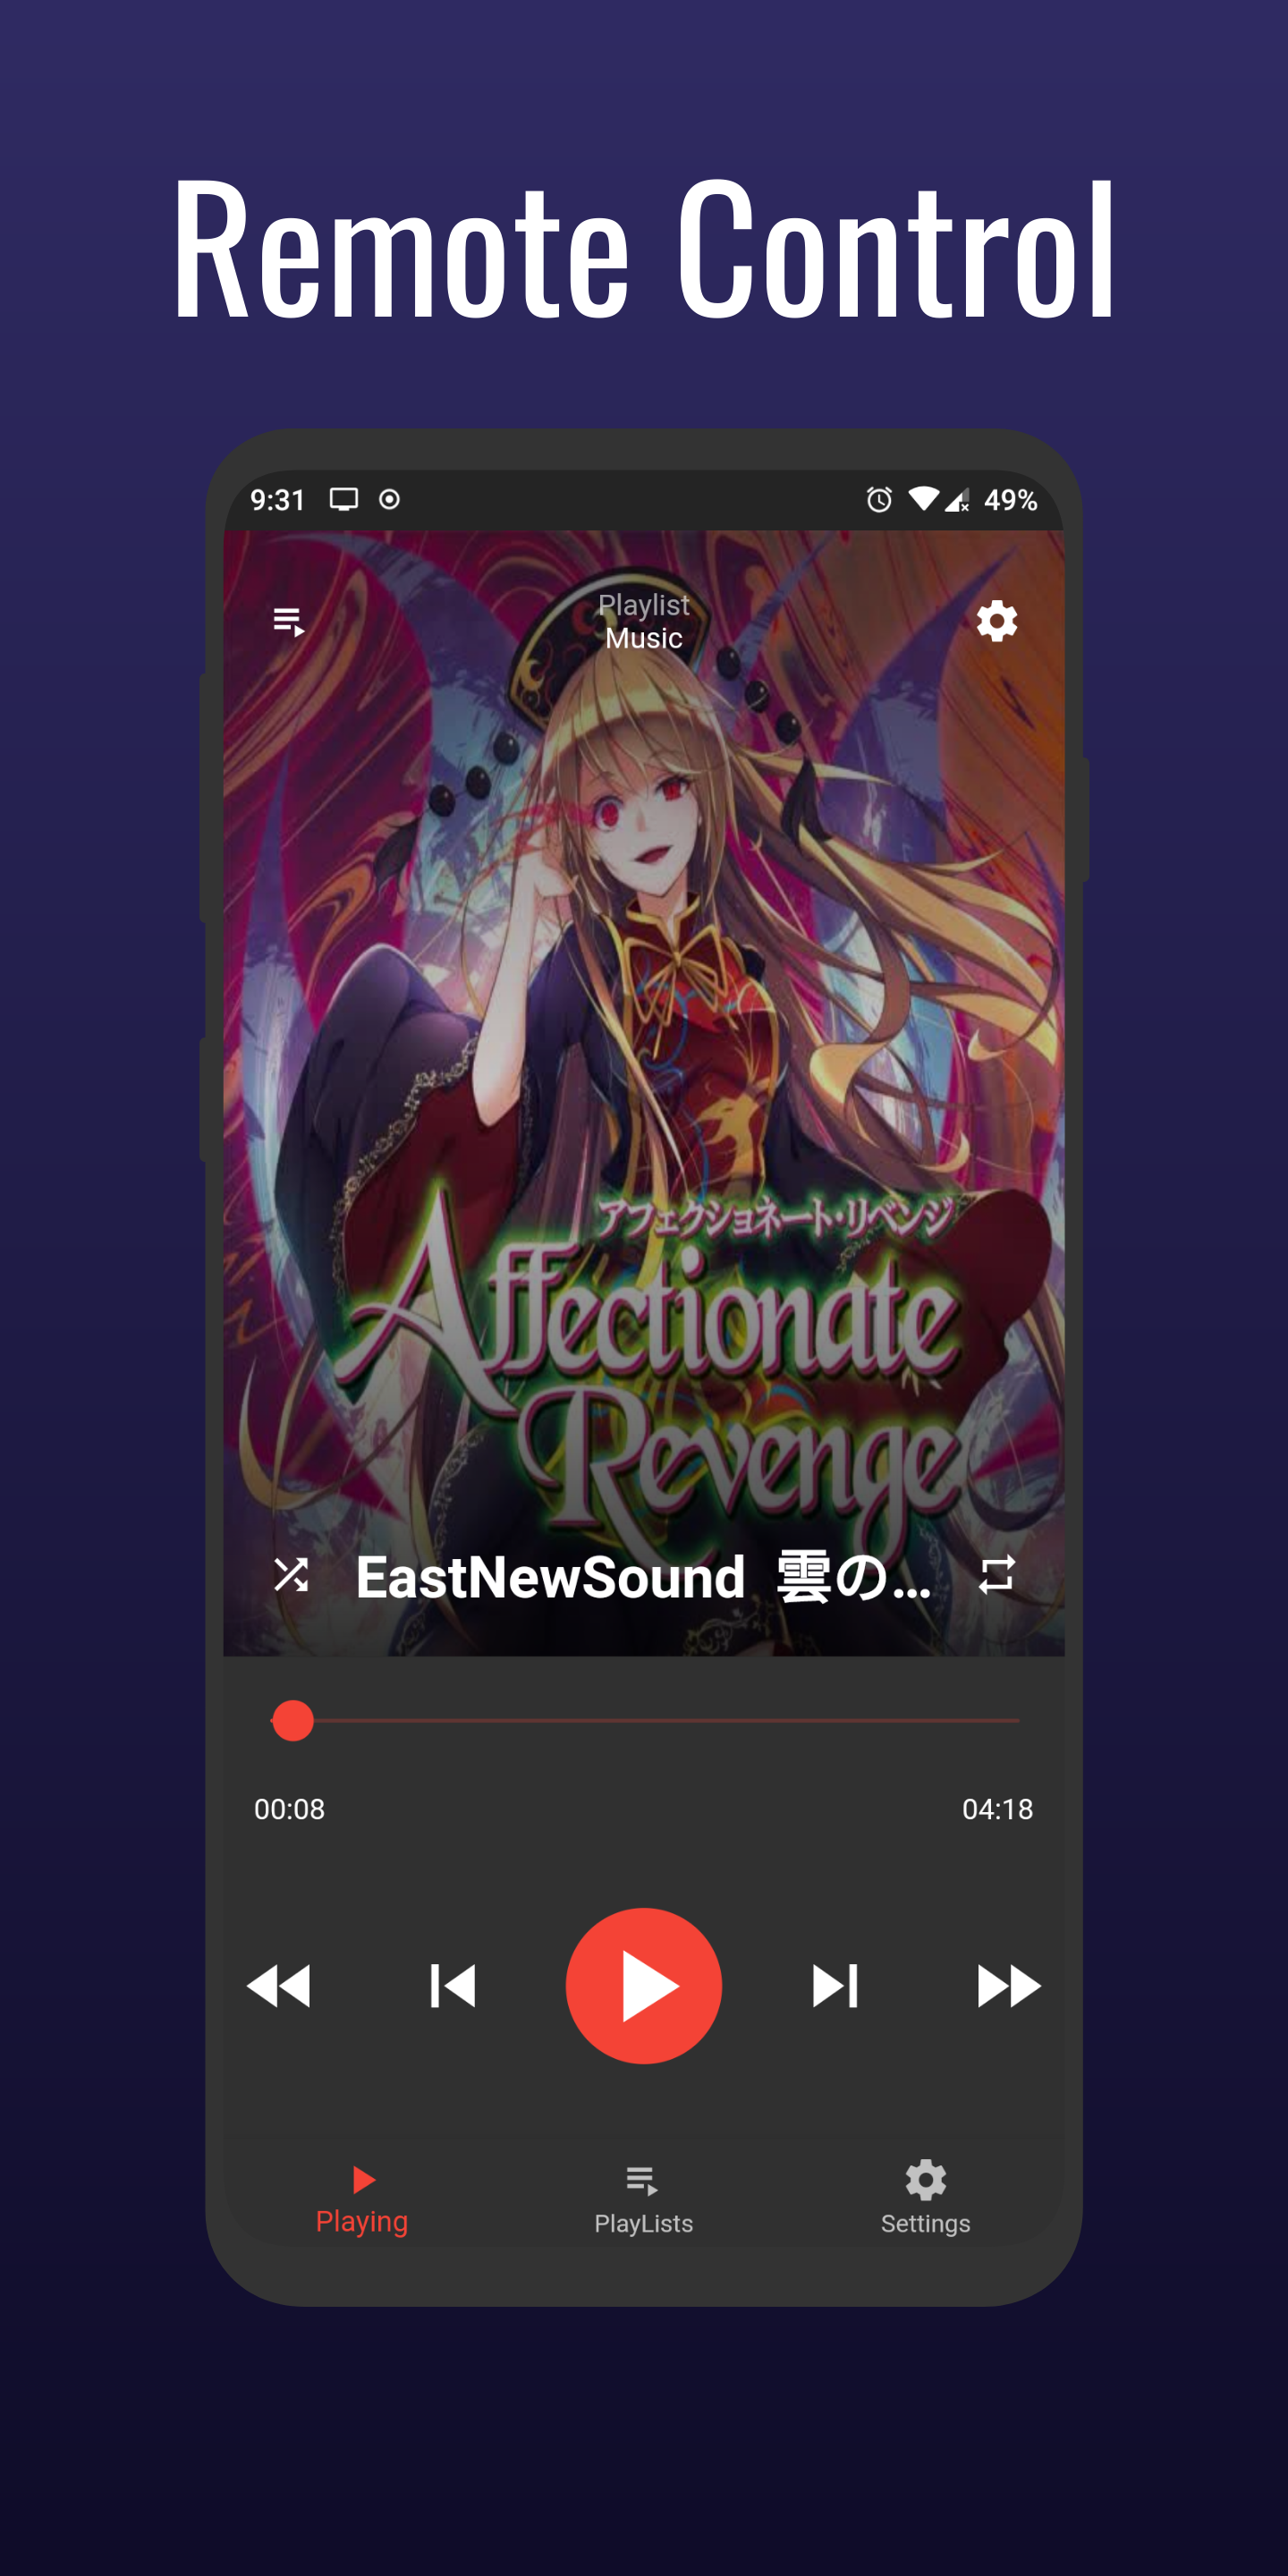 Remote Control
9:31
49%
Playlist
Music
アフェクショネート・リベンジ
Affectionate
Revenge
EastNewSound 雲の...
00:08
04:18
Playing
PlayLists
Settings